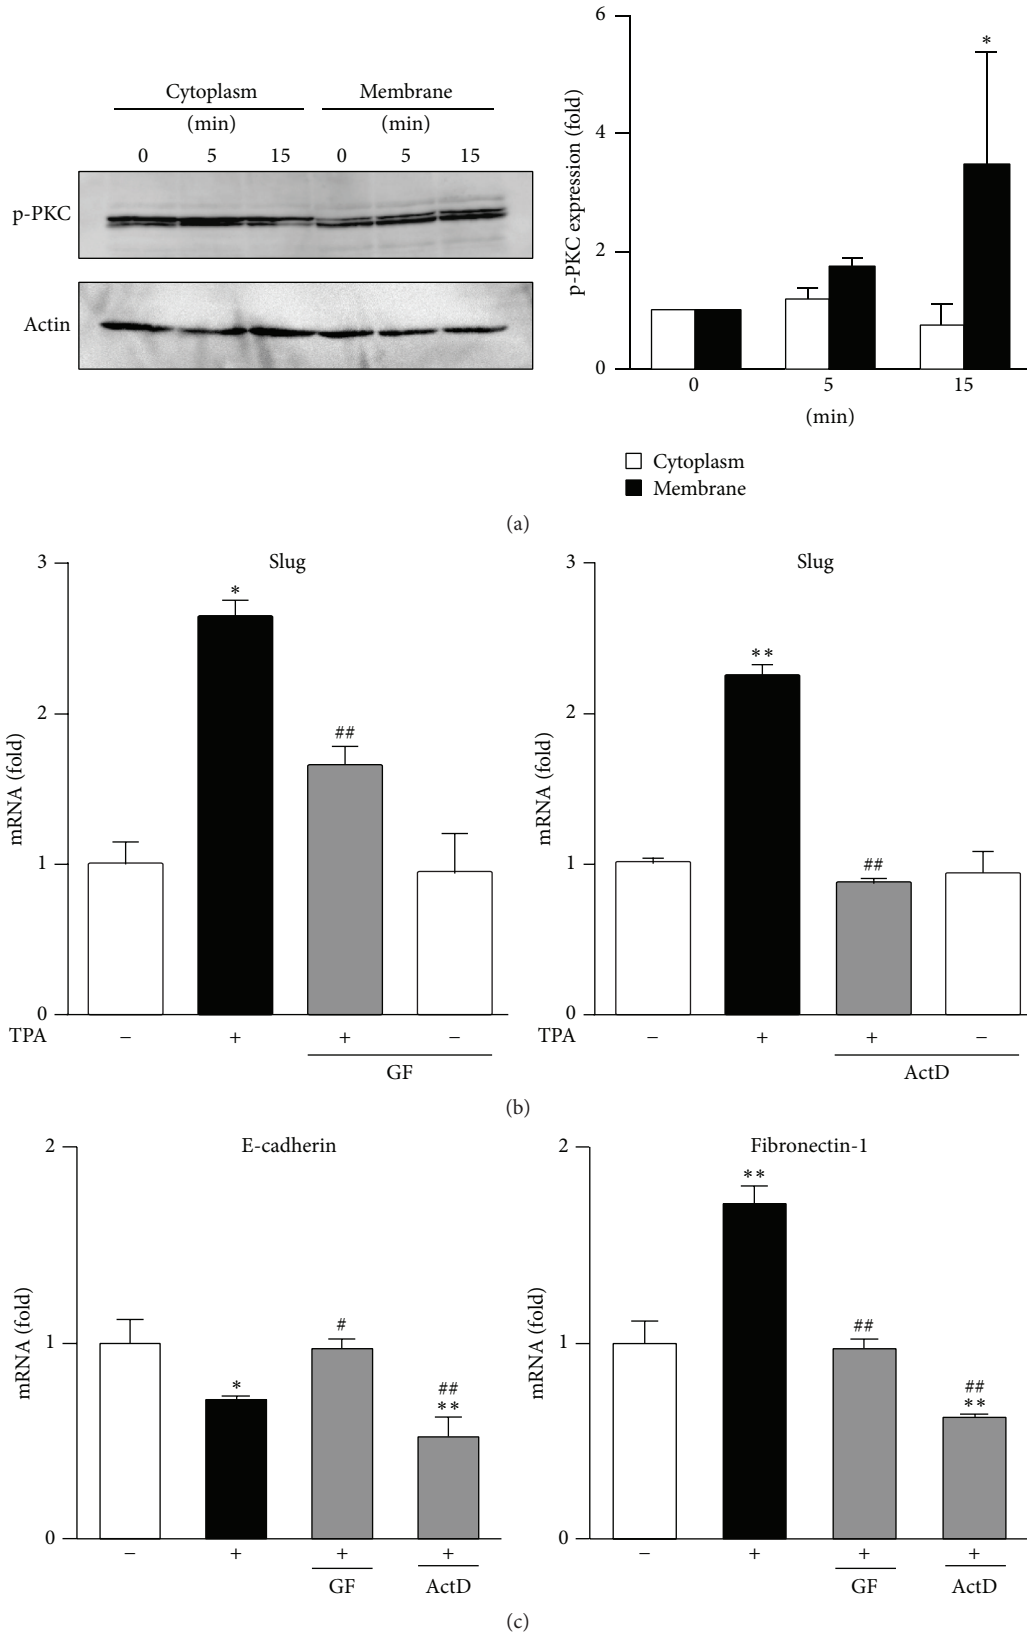 Cytoplasm Membrane
(min) (min)
0 5 15 0 5 15
p-PKC
Actin
p-PKC expression (fold)
6
4
2
0
*
0 5 15
(min)
Cytoplasm
Membrane
(a)
Slug
mRNA (fold)
3
2
1
0
*
##
TPA − + + −
GF
Slug
mRNA (fold)
3
2
1
0
**
##
TPA − + + −
ActD
(b)
E-cadherin
mRNA (fold)
2
1
0
*
#
##
**
− + + +
GF ActD
Fibronectin-1
mRNA (fold)
2
1
0
**
##
##
**
− + + +
GF ActD
(c)